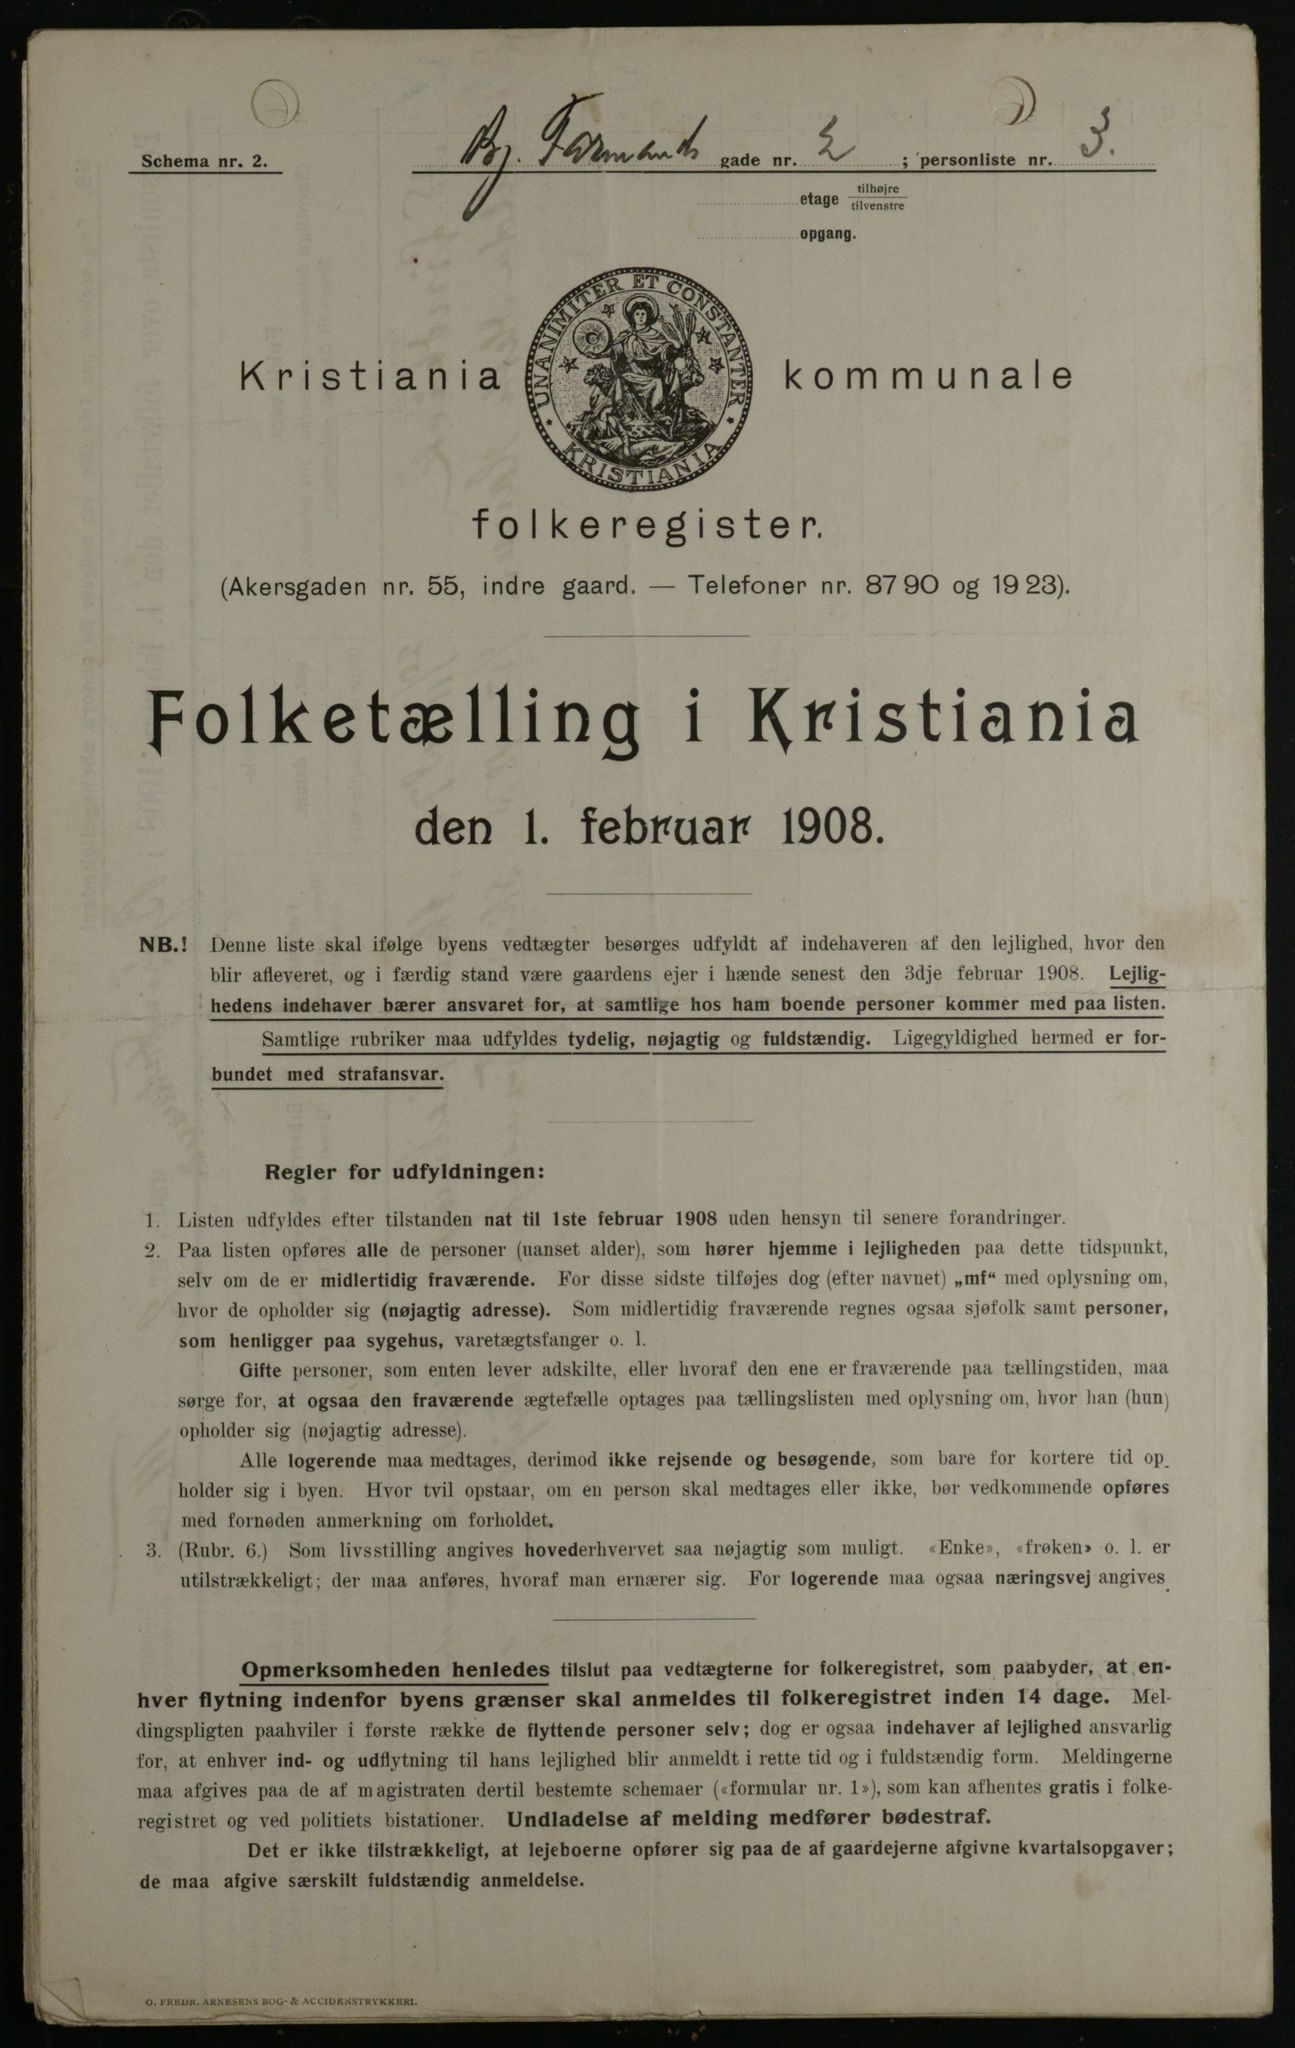 Schema nr. 2.
Bj. Farmands gade nr. 2 ; personliste nr. 3.
etage tilhøjre
tilvenstre
opgang.
UNANIMITER ET CONSTANTER
KRISTIANIA
Kristiania kommunale
folkeregister.
(Akersgaden nr. 55, indre gaard. — Telefoner nr. 87 90 og 19 23).
Folketælling i Kristiania
den 1. februar 1908.
NB.! Denne liste skal ifølge byens vedtægter besørges udfyldt af indehaveren af den lejlighed, hvor den
blir afleveret, og i færdig stand være gaardens ejer i hænde senest den 3dje februar 1908. Lejlig-
hedens indehaver bærer ansvaret for, at samtlige hos ham boende personer kommer med paa listen.
Samtlige rubriker maa udfyldes tydelig, nøjagtig og fuldstændig. Ligegyldighed hermed er for-
bundet med strafansvar.
Regler for udfyldningen:
1. Listen udfyldes efter tilstanden nat til 1ste februar 1908 uden hensyn til senere forandringer.
2. Paa listen opføres alle de personer (uanset alder), som hører hjemme i lejligheden paa dette tidspunkt,
selv om de er midlertidig fraværende. For disse sidste tilføjes dog (efter navnet) „mf“ med oplysning om,
hvor de opholder sig (nøjagtig adresse). Som midlertidig fraværende regnes ogsaa sjøfolk samt personer,
som henligger paa sygehus, varetægtsfanger o. l.
Gifte personer, som enten lever adskilte, eller hvoraf den ene er fraværende paa tællingstiden, maa
sørge for, at ogsaa den fraværende ægtefælle optages paa tællingslisten med oplysning om, hvor han (hun)
opholder sig (nøjagtig adresse).
Alle logerende maa medtages, derimod ikke rejsende og besøgende, som bare for kortere tid op-
holder sig i byen. Hvor tvil opstaar, om en person skal medtages eller ikke, bør vedkommende opføres
med fornøden anmerkning om forholdet.
3. (Rubr. 6.) Som livsstilling angives hovederhvervet saa nøjagtig som muligt. «Enke», «frøken» o. l. er
utilstrækkeligt; der maa anføres, hvoraf man ernærer sig. For logerende maa ogsaa næringsvej angives
Opmerksomheden henledes tilslut paa vedtægterne for folkeregistret, som paabyder, at en-
hver flytning indenfor byens grænser skal anmeldes til folkeregistret inden 14 dage. Mel-
dingspligten paahviler i første række de flyttende personer selv; dog er ogsaa indehaver af lejlighed ansvarlig
for, at enhver ind- og udflytning til hans lejlighed blir anmeldt i rette tid og i fuldstændig form. Meldingerne
maa afgives paa de af magistraten dertil bestemte schemaer («formular nr. 1»), som kan afhentes gratis i folke-
registret og ved politiets bistationer. Undladelse af melding medfører bødestraf.
Det er ikke tilstrækkeligt, at lejeboerne opfører sig paa de af gaardejerne afgivne kvartalsopgaver;
de maa afgive særskilt fuldstændig anmeldelse.
O. FREDR. ARNESENS BOG- & ACCIDENSTRYKKERI.